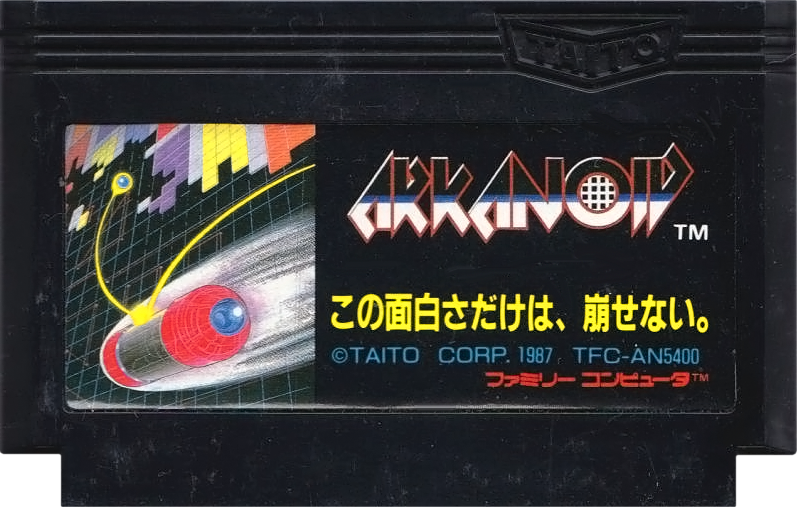 TAITO
ARKANOID
TM
この面白さだけは、崩せない。
©TAITO CORP. 1987 TFC-AN5400
ファミリー コンピュータ™